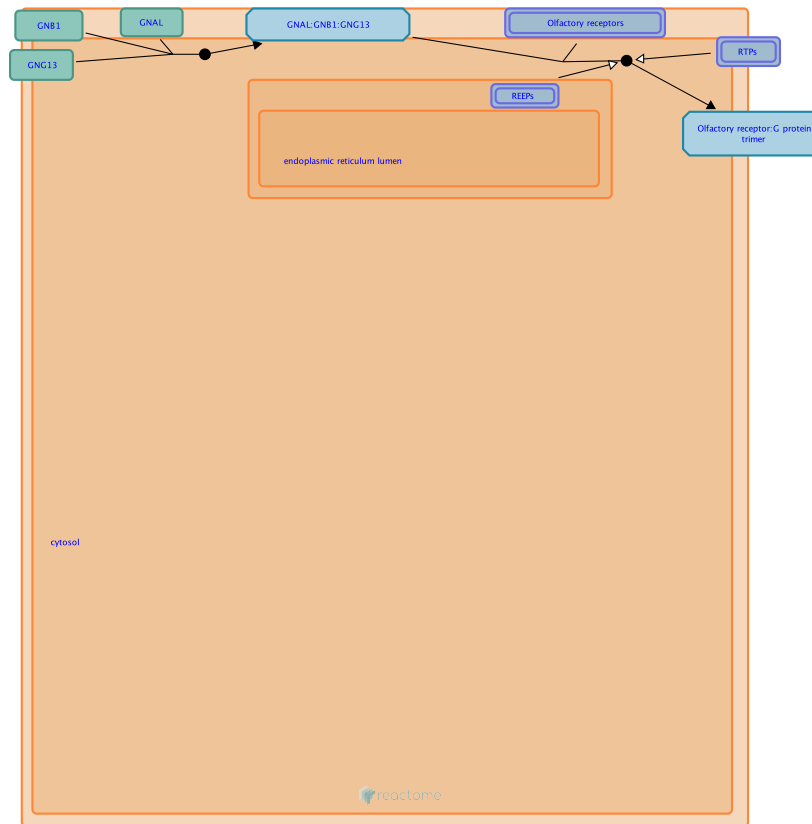 GNB1
GNAL
GNAL:GNB1:GNG13
Olfactory receptors
RTPs
GNG13
REEPs
Olfactory receptor:G protein
trimer
endoplasmic reticulum lumen
cytosol
reactome